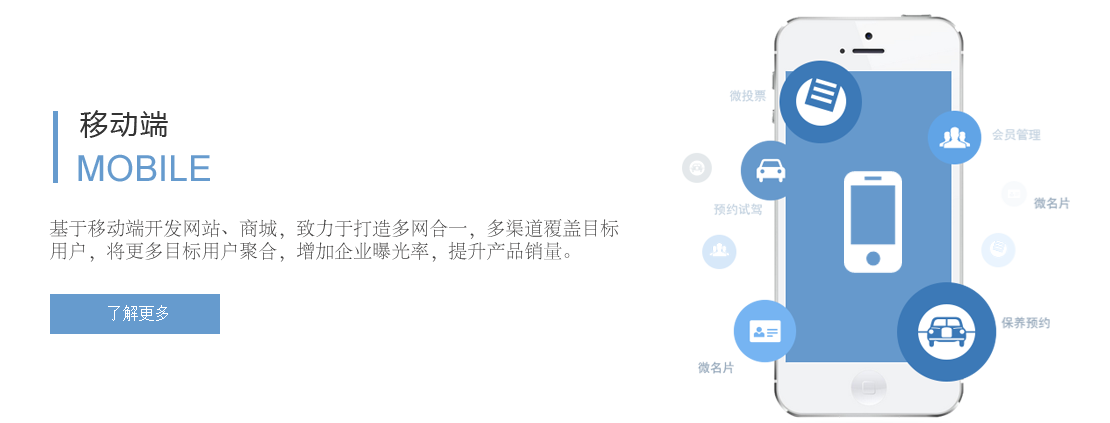 移动端
MOBILE
基于移动端开发网站、商城，致力于打造多网合一，多渠道覆盖目标
用户，将更多目标用户聚合，增加企业曝光率，提升产品销量。
了解更多
微投票
会员管理
预约试驾
微名片
保养预约
微名片